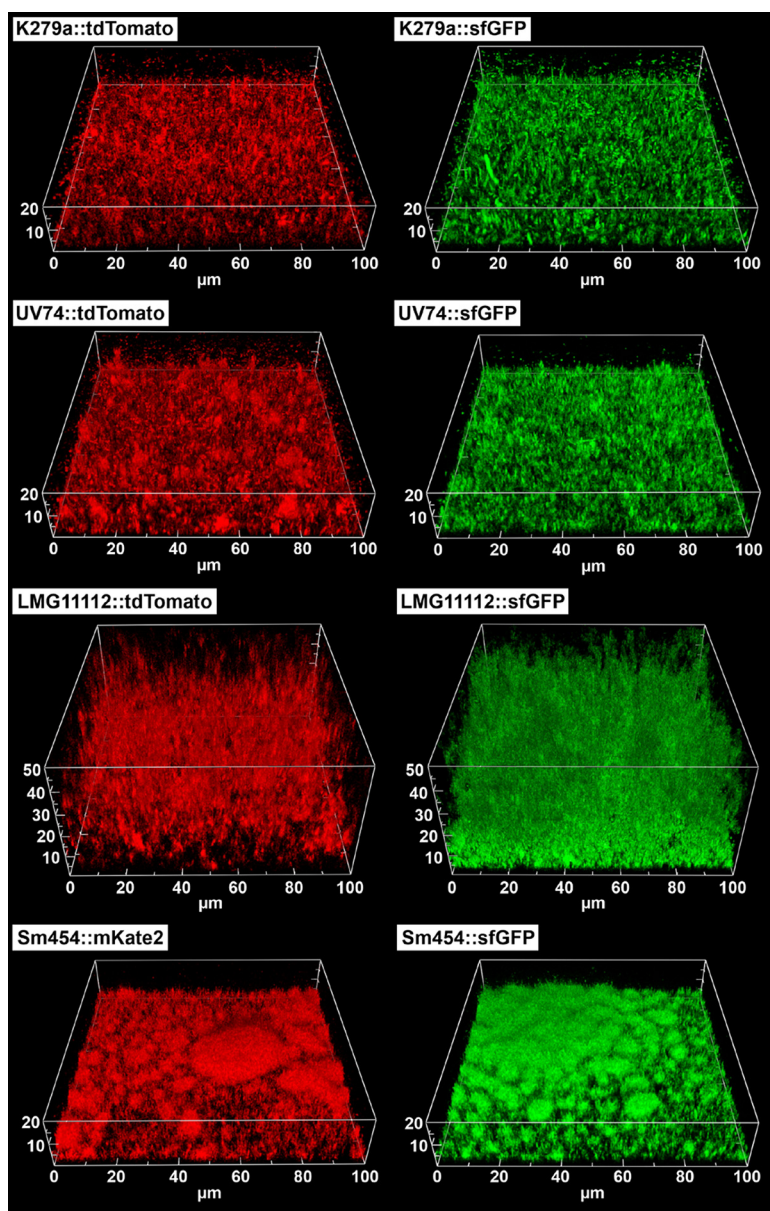 K279a::tdTomato
K279a::sfGFP
20
10
0 20 40 60 80 100
µm
20
10
0 20 40 60 80 100
µm
UV74::tdTomato
UV74::sfGFP
20
10
0 20 40 60 80 100
µm
20
10
0 20 40 60 80 100
µm
LMG11112::tdTomato
LMG11112::sfGFP
50
40
30
20
10
0 20 40 60 80 100
µm
50
40
30
20
10
0 20 40 60 80 100
µm
Sm454::mKate2
Sm454::sfGFP
20
10
0 20 40 60 80 100
µm
20
10
0 20 40 60 80 100
µm